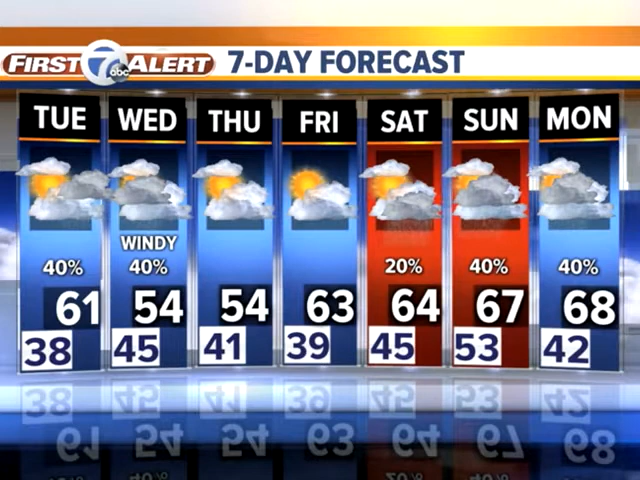 FIRST 7 abc ALERT 7-DAY FORECAST
TUE WED THU FRI SAT SUN MON
WINDY
40% 40% 20% 40% 40%
61 54 54 63 64 67 68
38 45 41 39 45 53 42